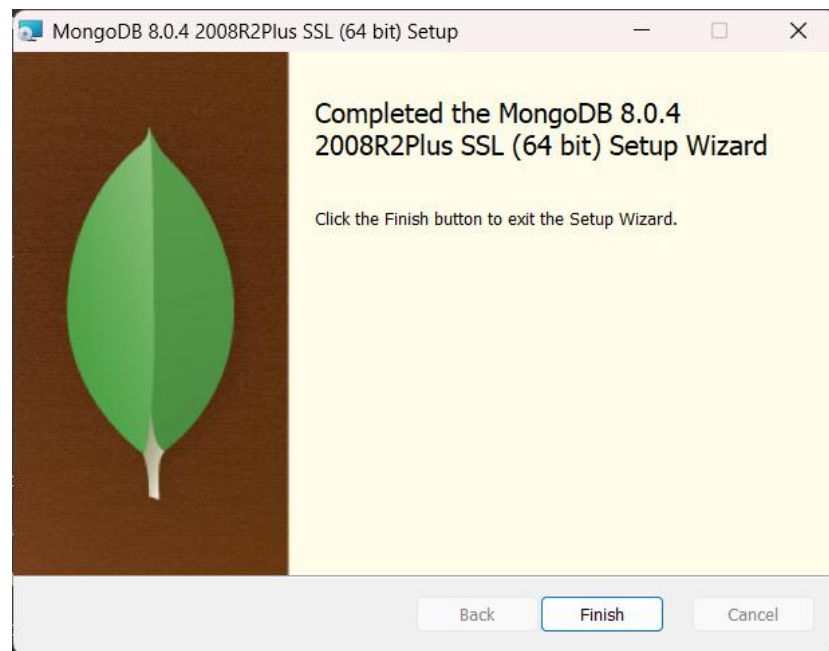 MongoDB 8.0.4 2008R2Plus SSL (64 bit) Setup
Completed the MongoDB 8.0.4
2008R2Plus SSL (64 bit) Setup Wizard
Click the Finish button to exit the Setup Wizard.
Back Finish Cancel